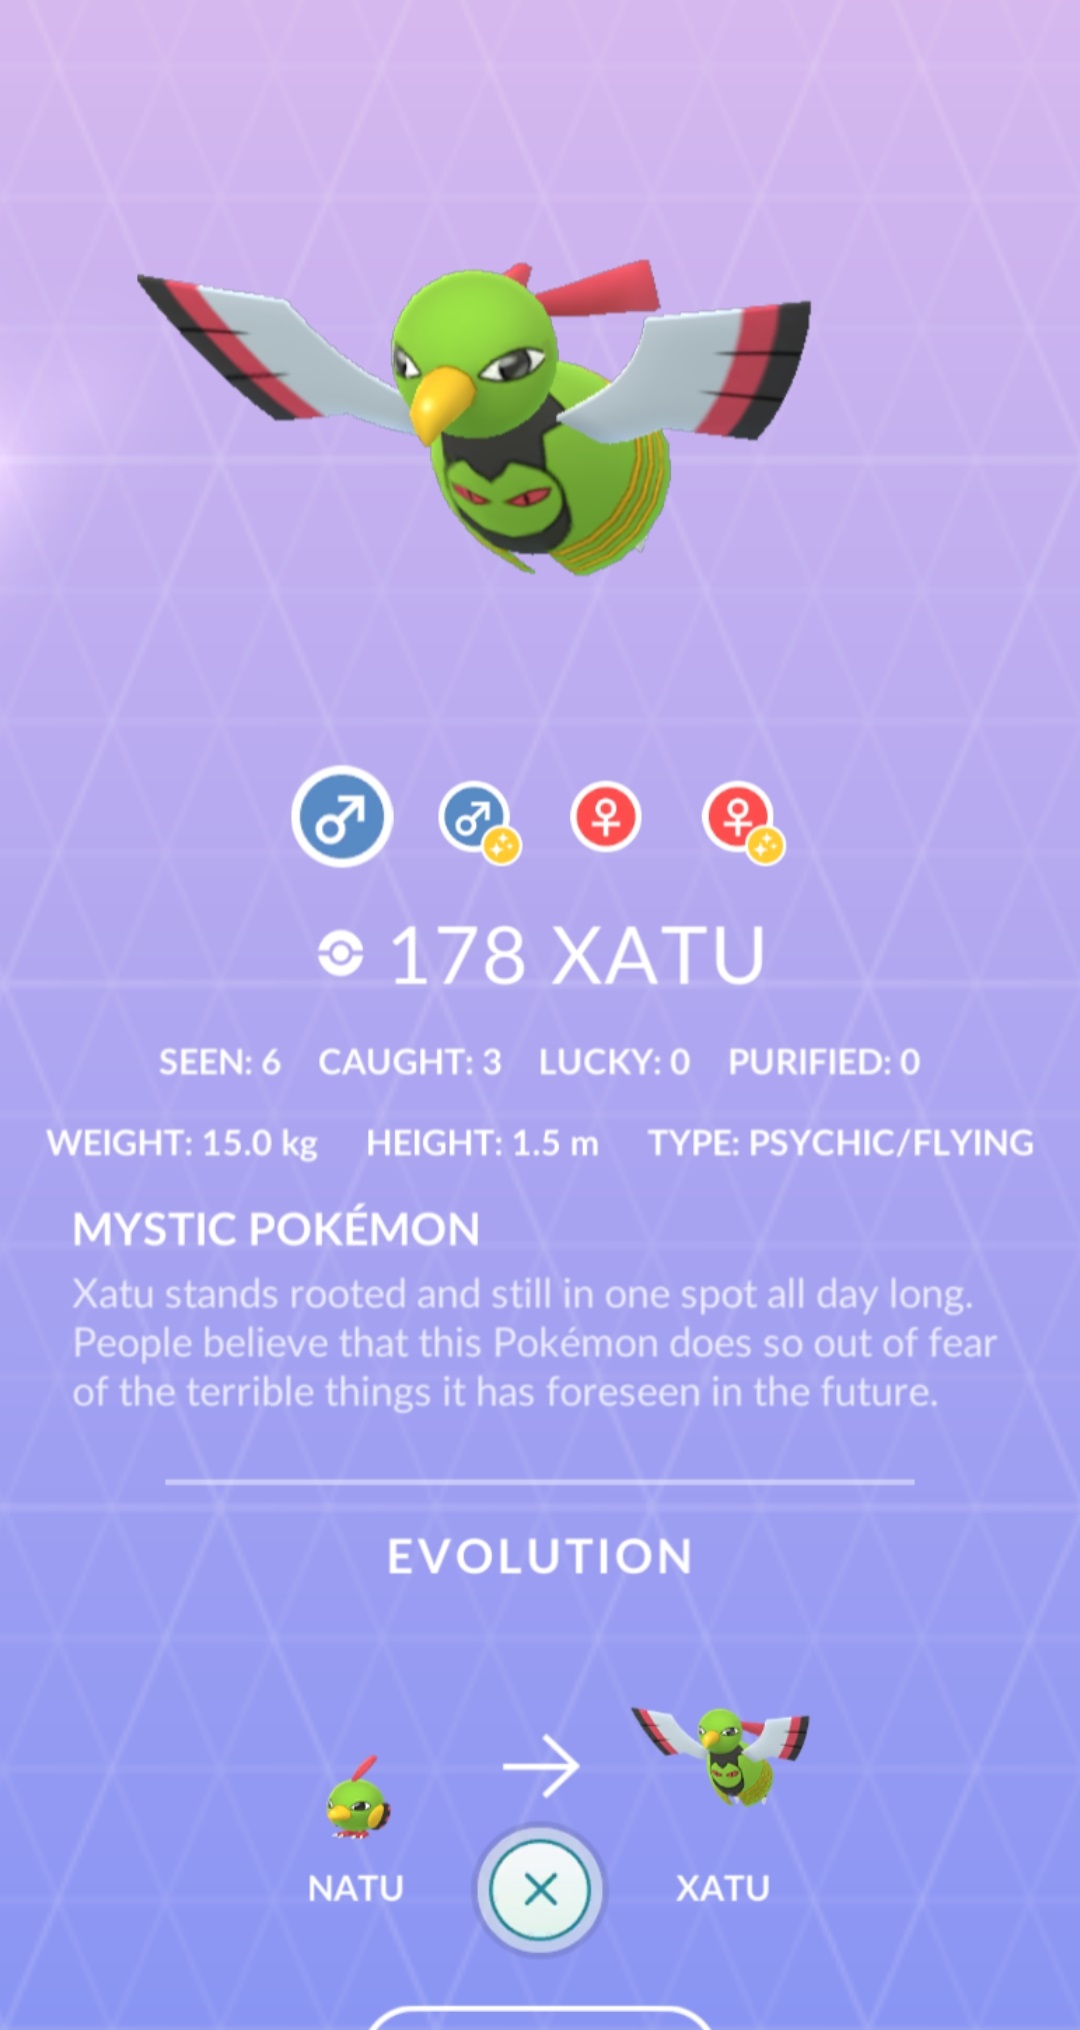 178 XATU
SEEN: 6 CAUGHT: 3 LUCKY: 0 PURIFIED: 0
WEIGHT: 15.0 kg HEIGHT: 1.5 m TYPE: PSYCHIC/FLYING
MYSTIC POKÉMON
Xatu stands rooted and still in one spot all day long.
People believe that this Pokémon does so out of fear
of the terrible things it has foreseen in the future.
EVOLUTION
NATU XATU